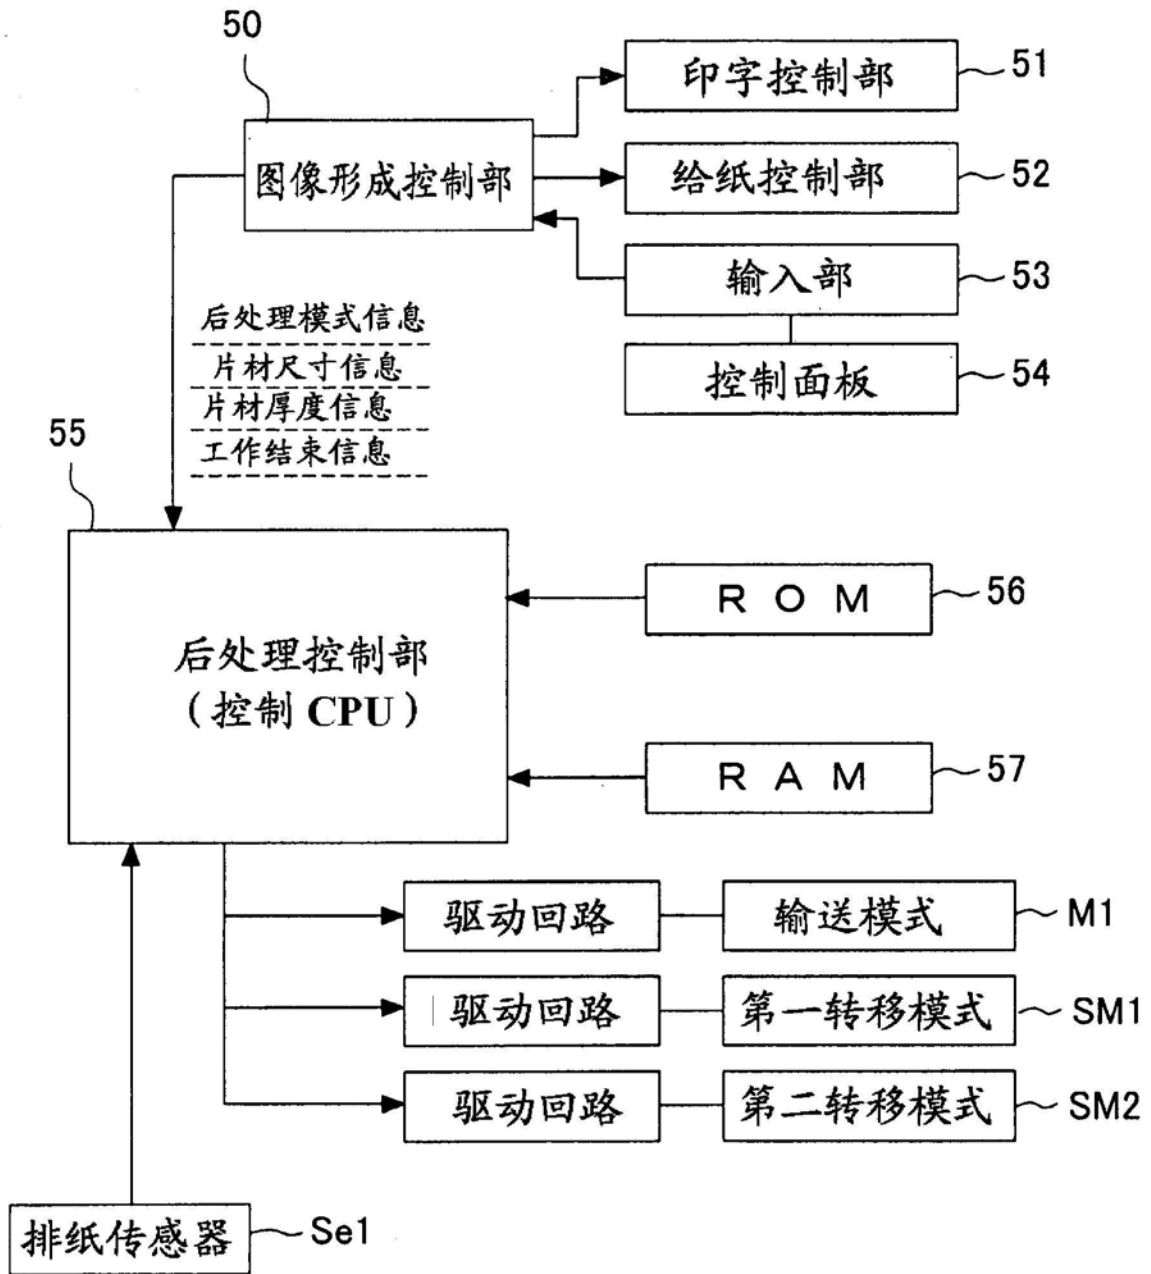 50
印字控制部
51
图像形成控制部
给纸控制部
52
输入部
53
控制面板
54
后处理模式信息
片材尺寸信息
片材厚度信息
工作结束信息
55
后处理控制部
（控制 CPU）
ROM
56
RAM
57
驱动回路
输送模式
M1
驱动回路
第一转移模式
SM1
驱动回路
第二转移模式
SM2
排纸传感器
Se1